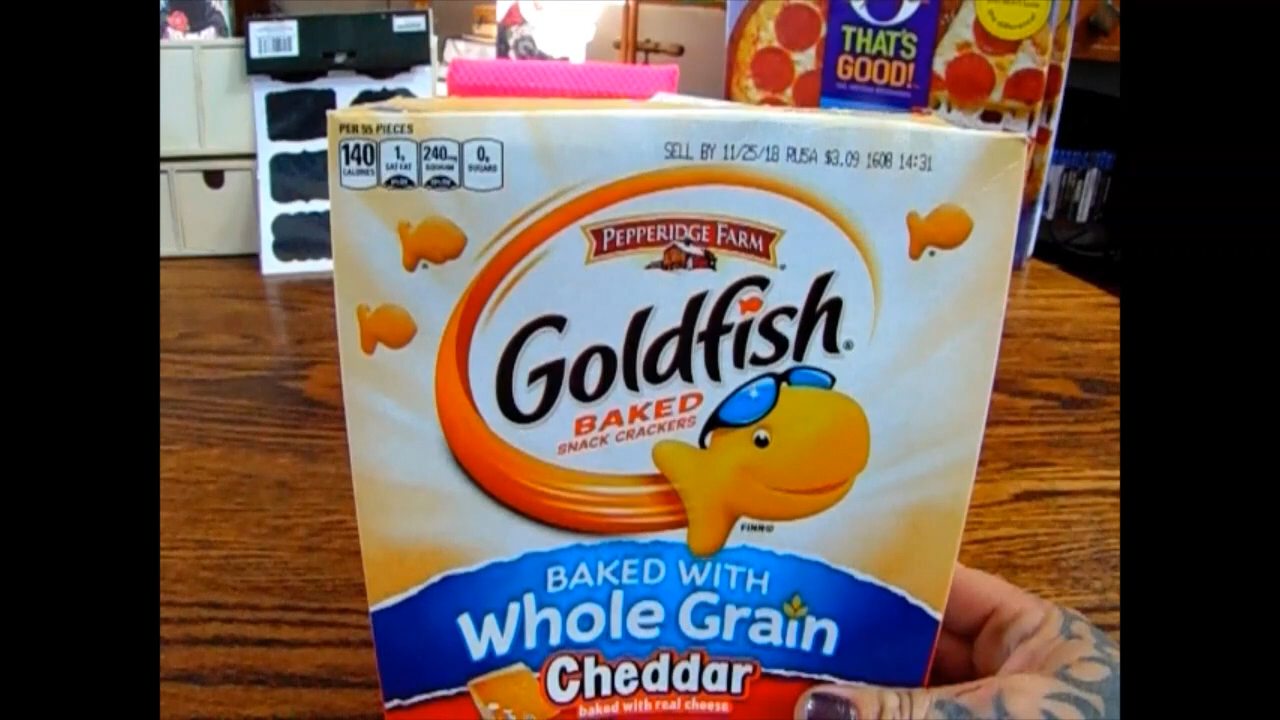 THAT'S
GOOD!
PER 55 PIECES
140
CALORIES
1g
SAT FAT
240mg
SODIUM
0g
SUGARS
SELL BY 11/25/18 RUSA $3.09 1608 14:31
PEPPERIDGE FARM
Goldfish®
BAKED
SNACK CRACKERS
FINN®
BAKED WITH
Whole Grain
Cheddar
baked with real cheese